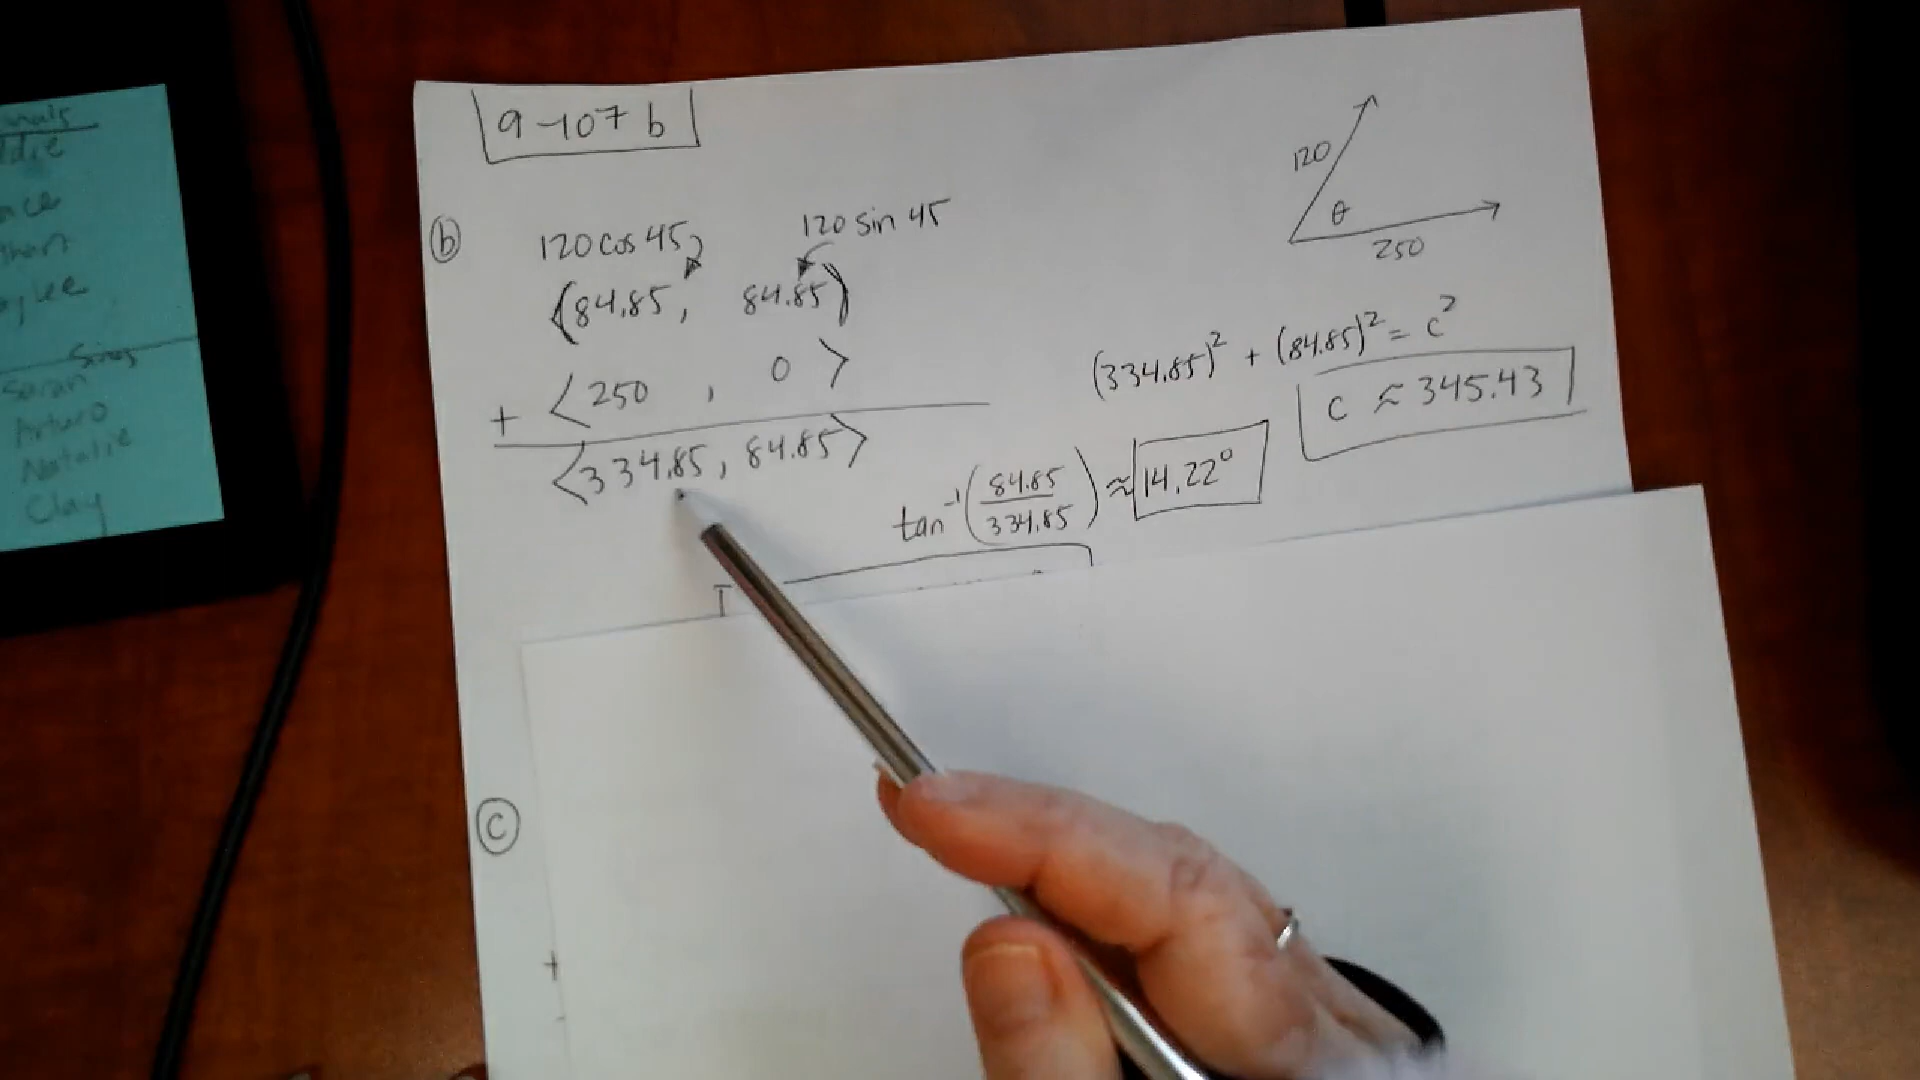 9-107 b
120
θ
250
b
120 cos 45
120 sin 45
⟨84.85, 84.85⟩
+ ⟨250, 0⟩
⟨334.85, 84.85⟩
(334.85)² + (84.85)² = c²
c ≈ 345.43
tan⁻¹(84.85/334.85) ≈ 14.22°
c
+
Arturo
Natalie
Clay